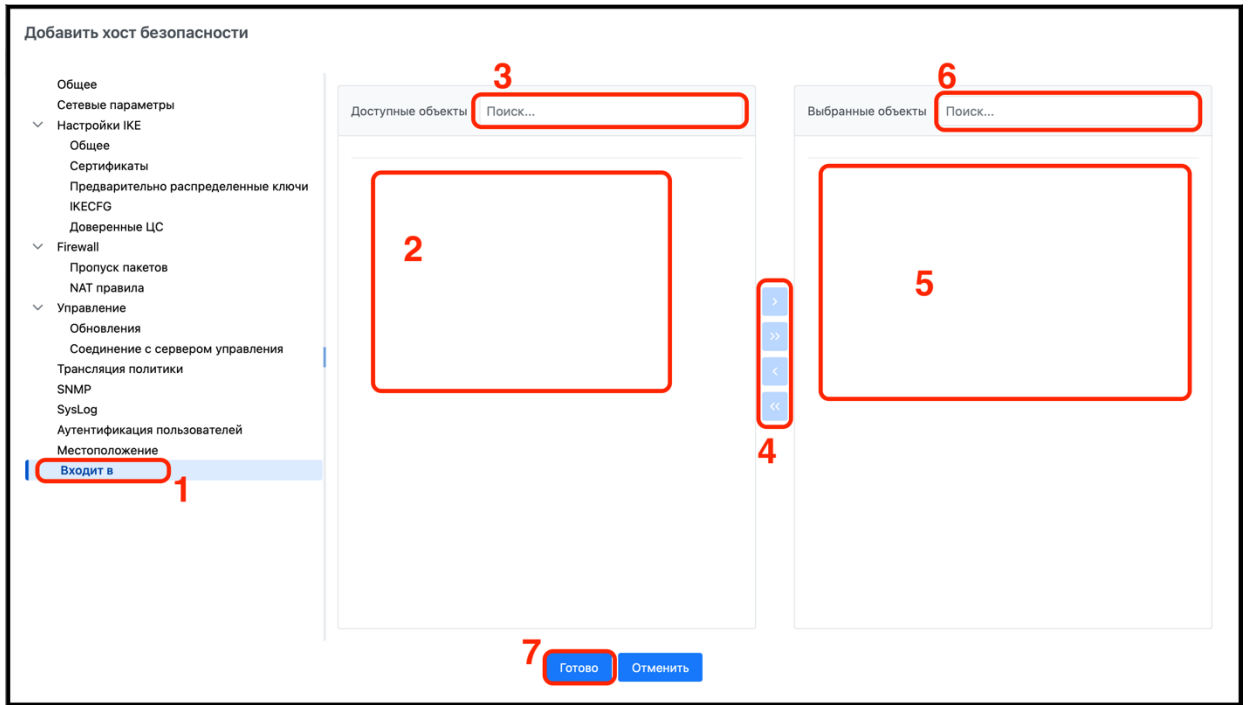 Добавить хост безопасности
Общее
Сетевые параметры
Настройки IKE
Общее
Сертификаты
Предварительно распределенные ключи
IKECFG
Доверенные ЦС
Firewall
Пропуск пакетов
NAT правила
Управление
Обновления
Соединение с сервером управления
Трансляция политики
SNMP
SysLog
Аутентификация пользователей
Местоположение
Входит в
1
3
Доступные объекты Поиск...
2
> 
>>
<
<<
4
6
Выбранные объекты Поиск...
5
7
Готово Отменить